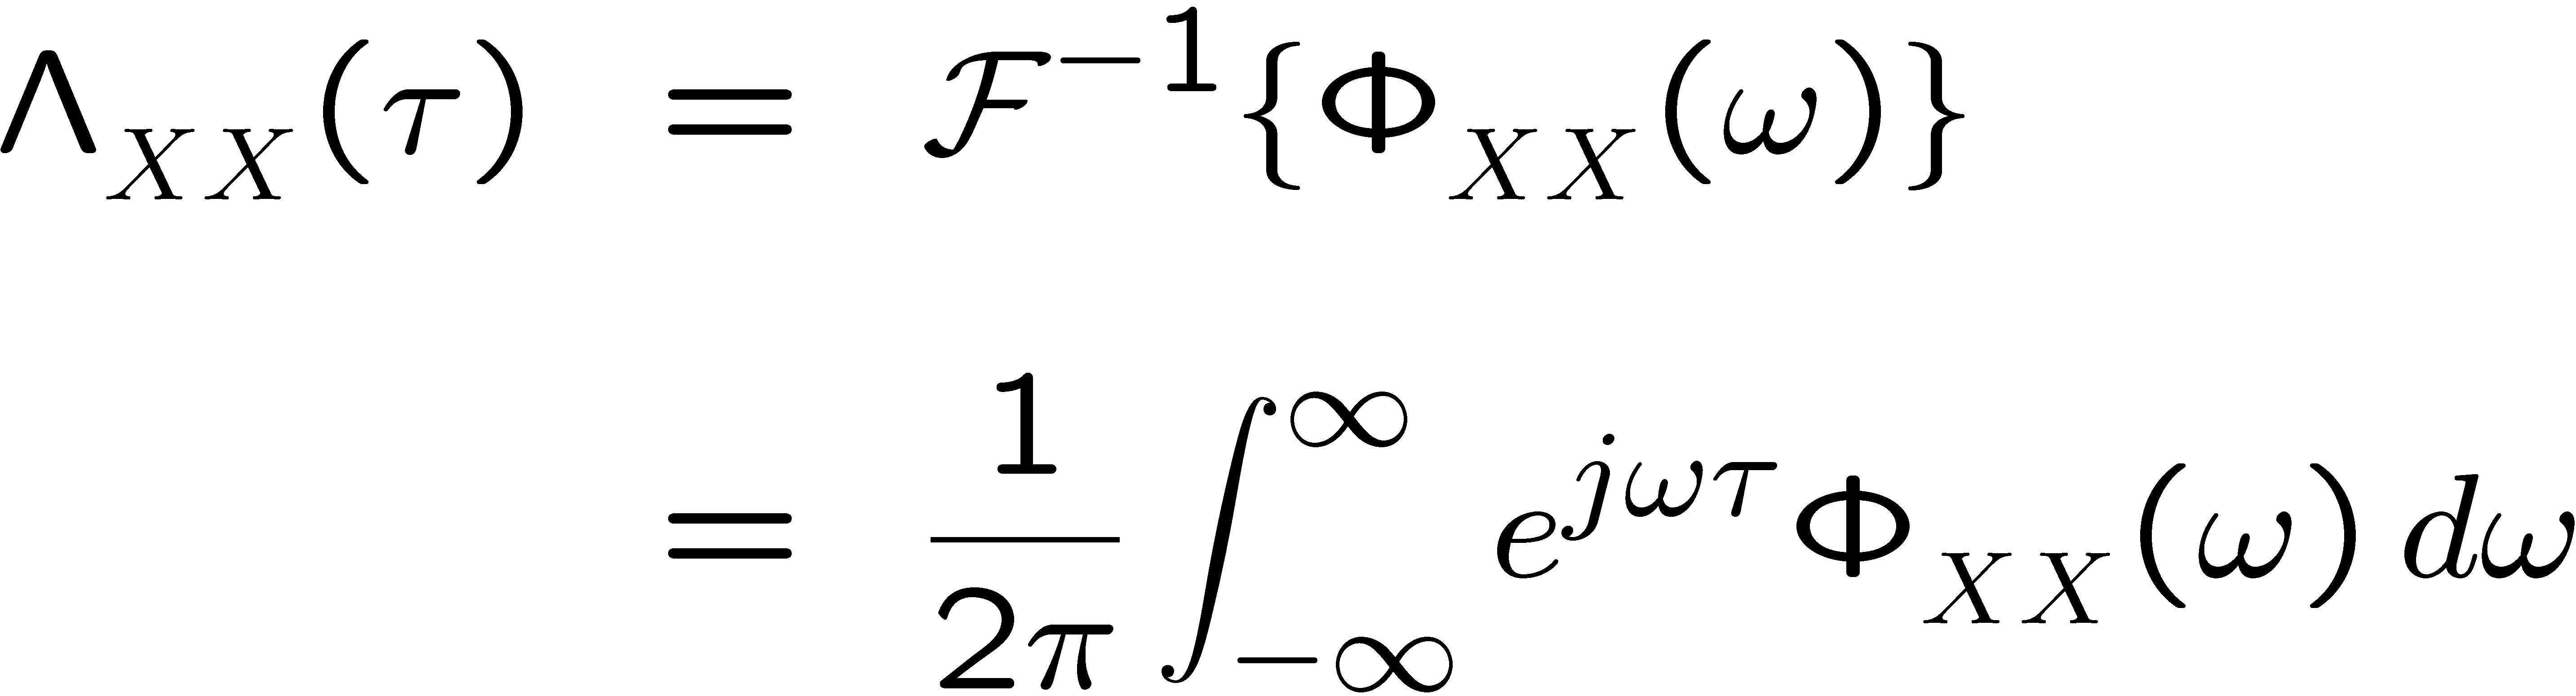 Λ_{XX}(τ) = ℱ^{−1}{Φ_{XX}(ω)}
= \frac{1}{2π} ∫_{−∞}^{∞} e^{jωτ} Φ_{XX}(ω) dω